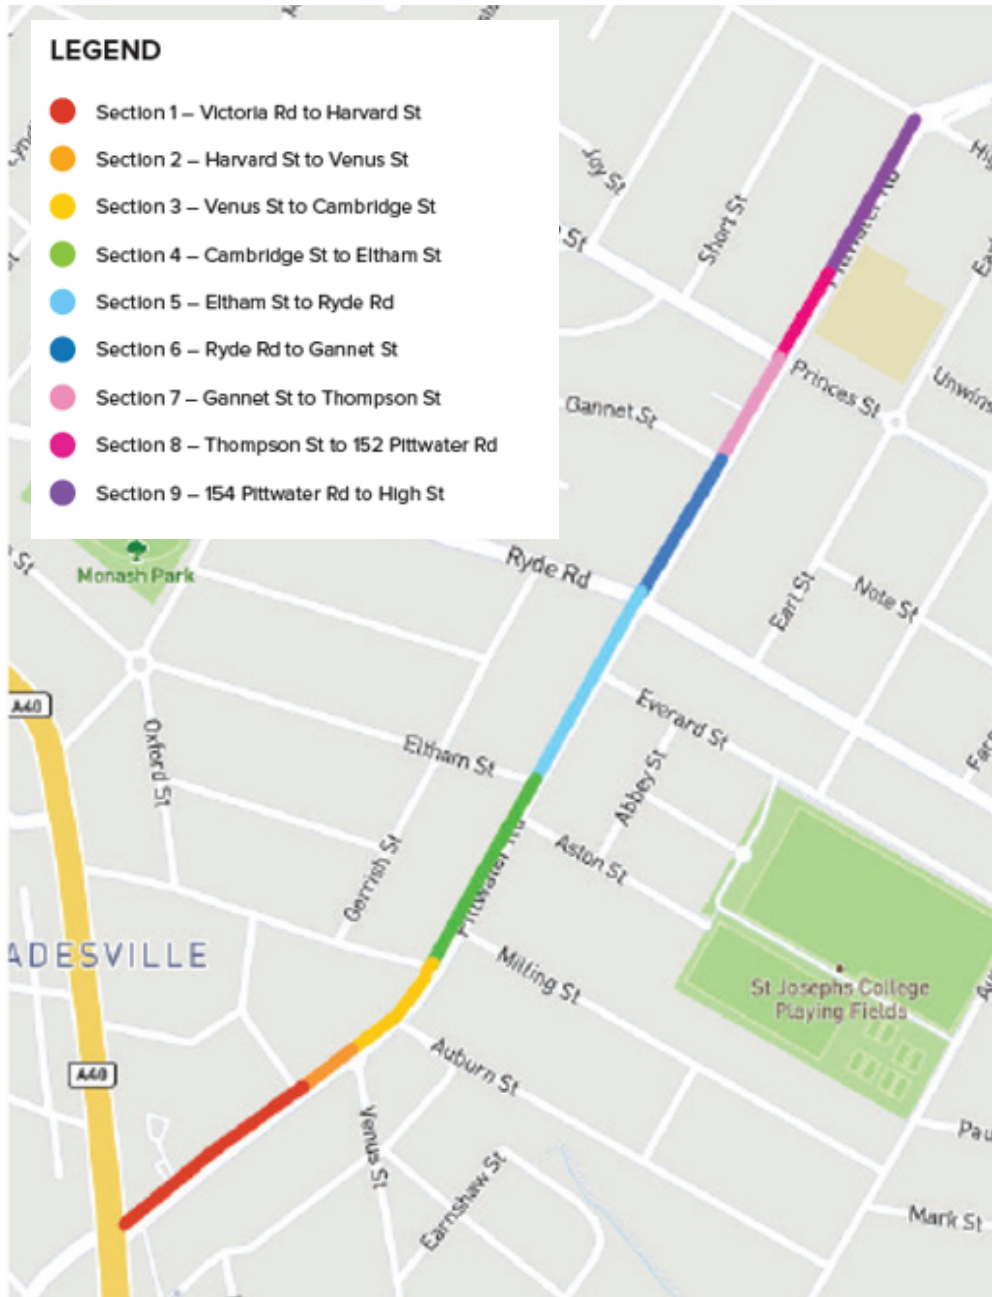 LEGEND
Section 1 – Victoria Rd to Harvard St
Section 2 – Harvard St to Venus St
Section 3 – Venus St to Cambridge St
Section 4 – Cambridge St to Eltham St
Section 5 – Eltham St to Ryde Rd
Section 6 – Ryde Rd to Gannet St
Section 7 – Gannet St to Thompson St
Section 8 – Thompson St to 152 Pittwater Rd
Section 9 – 154 Pittwater Rd to High St
Joy St
St
Short St
Princes St
Unwins
Gannet St
Ryde Rd
Monash Park
St
Earl St
Note St
A40
Oxford St
Eltham St
Everard St
Abbey St
Aston St
Gerrish St
Pittwater Rd
ADESVILLE
Milling St
St Josephs College
Playing Fields
A40
Auburn St
Venus St
Earnshaw St
Pau
Mark St